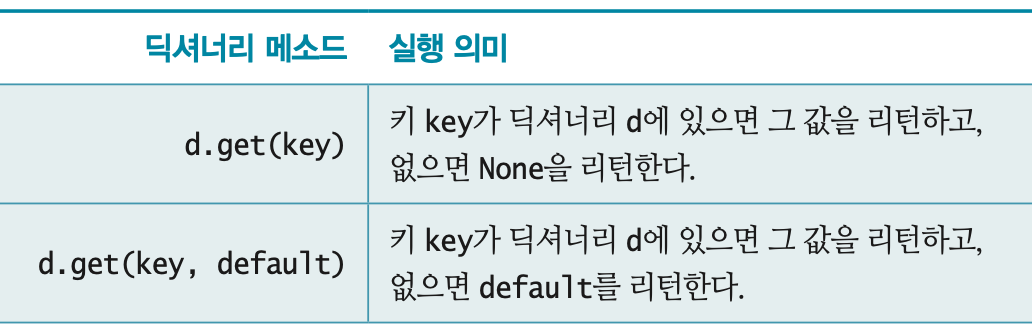 딕셔너리 메소드 실행 의미
d.get(key)
키 key가 딕셔너리 d에 있으면 그 값을 리턴하고,
없으면 None을 리턴한다.
d.get(key, default)
키 key가 딕셔너리 d에 있으면 그 값을 리턴하고,
없으면 default를 리턴한다.